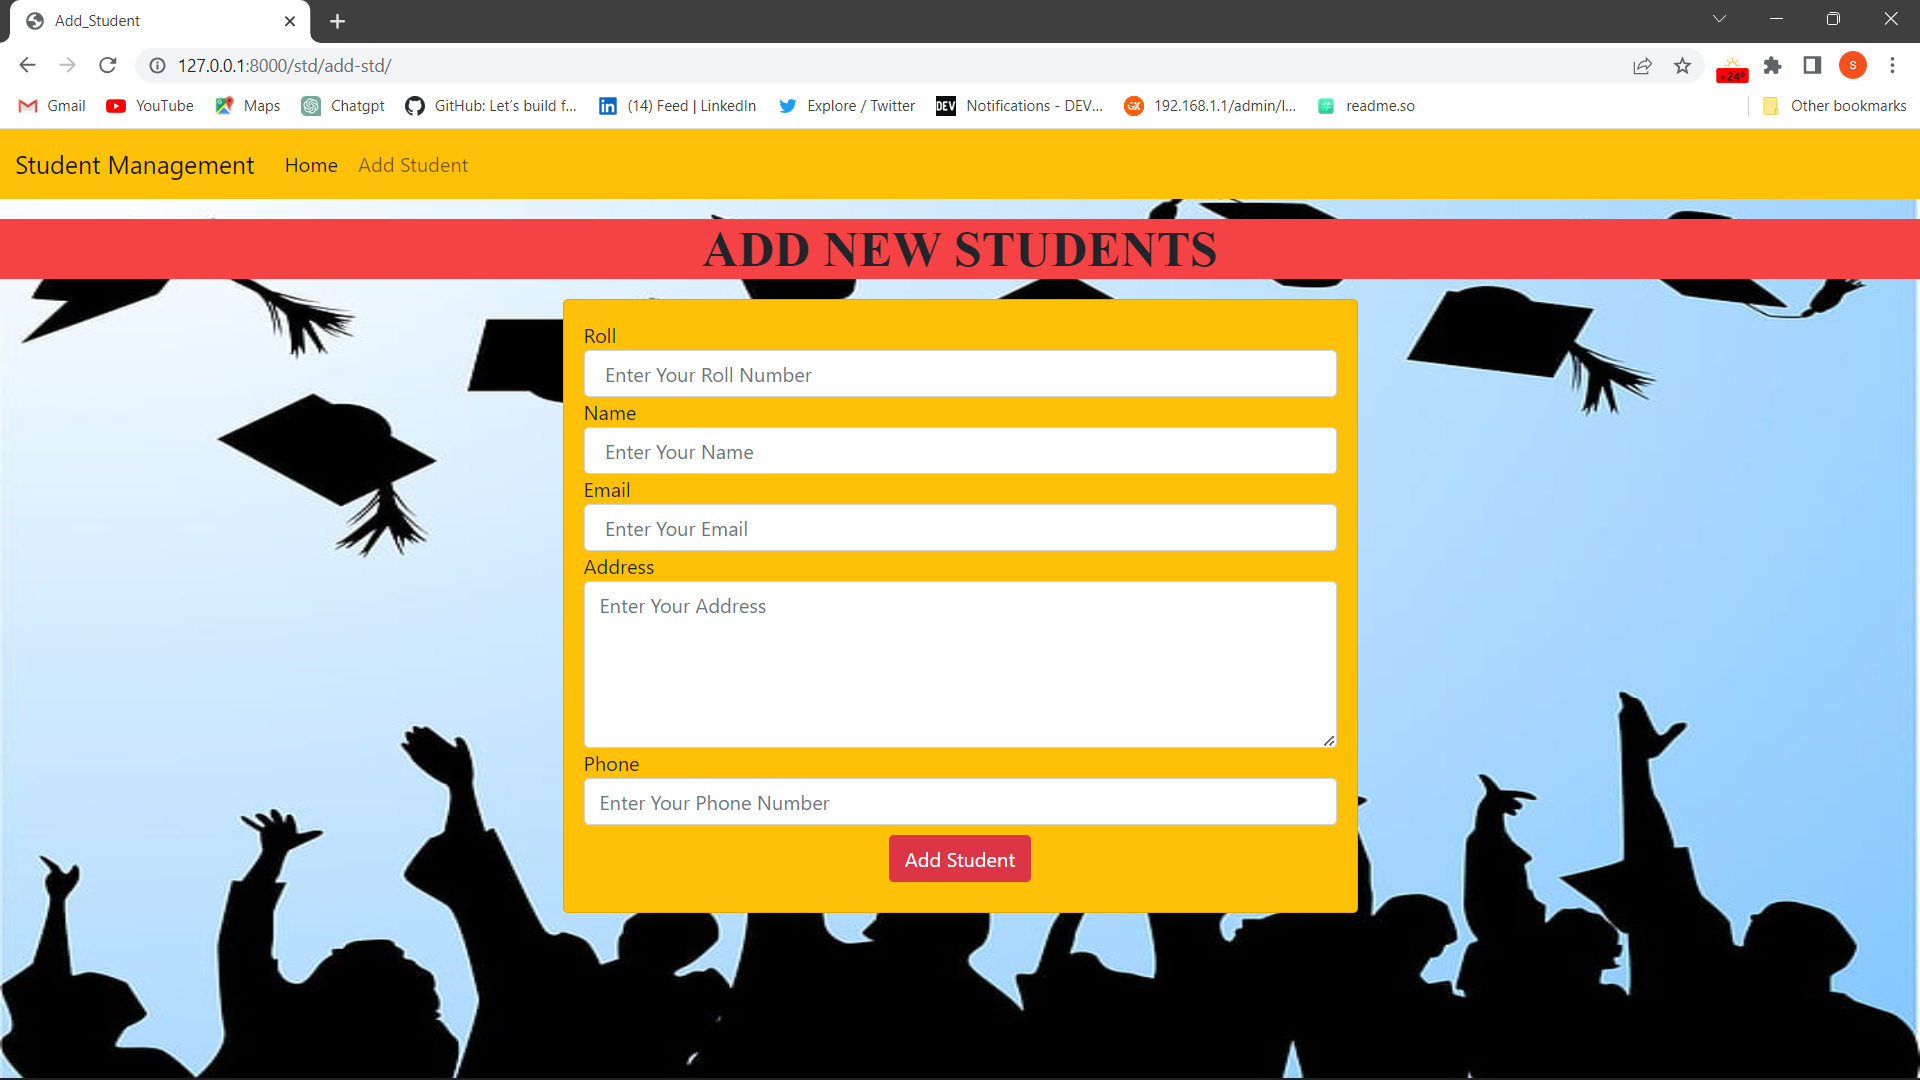 Add_Student
127.0.0.1:8000/std/add-std/
S
+24°
Gmail YouTube Maps Chatgpt GitHub: Let's build f... (14) Feed | LinkedIn Explore / Twitter DEV Notifications - DEV... GX 192.168.1.1/admin/l... readme.so Other bookmarks
Student Management Home Add Student
ADD NEW STUDENTS
Roll
Enter Your Roll Number
Name
Enter Your Name
Email
Enter Your Email
Address
Enter Your Address
Phone
Enter Your Phone Number
Add Student